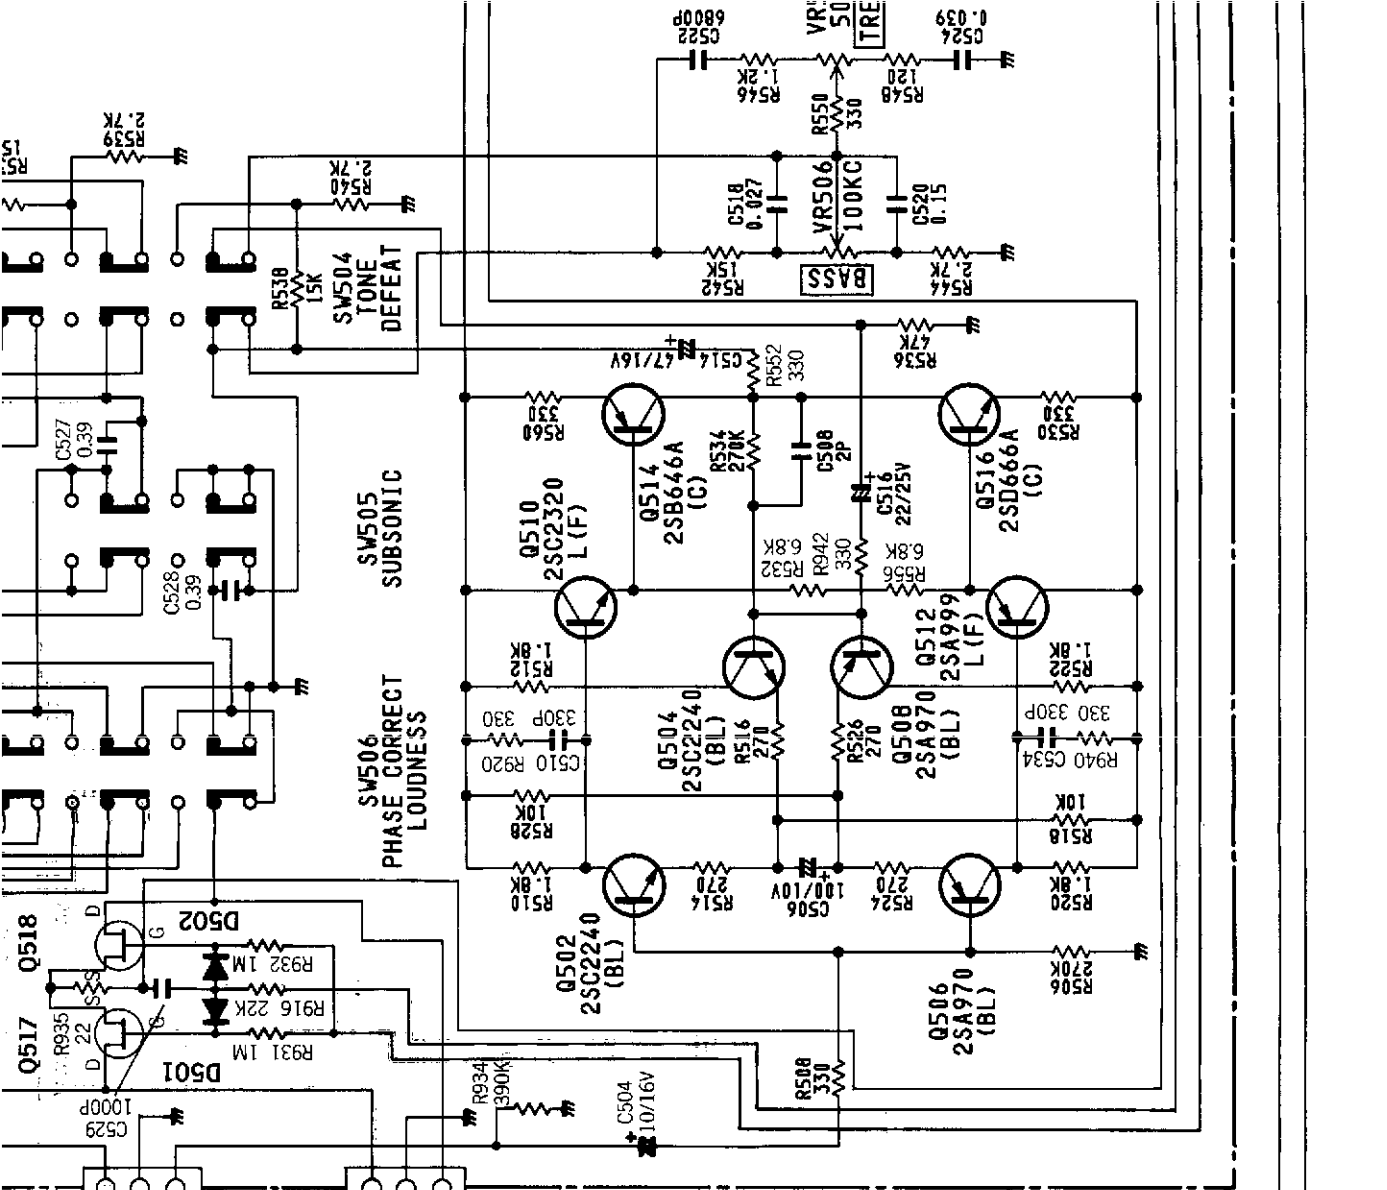 6800P
C522
VR5
50
TRE
0.039
C524
1.2K
R546
120
R548
R550
330
2.7K
R539
15
2.7K
R540
C518
0.027
VR506
100KC
C520
0.15
R538
15K
SW504
TONE
DEFEAT
15K
R542
BASS
2.7K
R544
47/16V
+
C514
R552
330
47K
R536
C527
0.39
330
R560
R534
270K
C508
2P
330
R530
Q514
2SB646A
(C)
Q516
2SD666A
(C)
SW505
SUBSONIC
Q510
2SC2320
L(F)
+
C516
22/25V
6.8K
R532
R942
330
6.8K
R556
C528
0.39
Q512
2SA999
L(F)
1.8K
R512
1.8K
R522
SW506
PHASE CORRECT
LOUDNESS
330
R920
330P
C510
Q504
2SC2240
(BL)
R516
270
R526
270
Q508
2SA970
(BL)
330P
C534
330
R940
10K
R528
10K
R518
1.8K
R510
270
R514
100/10V
+
C506
270
R524
1.8K
R520
Q518
D
G
S
D502
R932 1M
R916 22K
R931 1M
D501
Q517
R935
22
S
G
D
Q502
2SC2240
(BL)
Q506
2SA970
(BL)
270K
R506
1000P
C529
R934
390K
C504
10/16V
+
R508
330